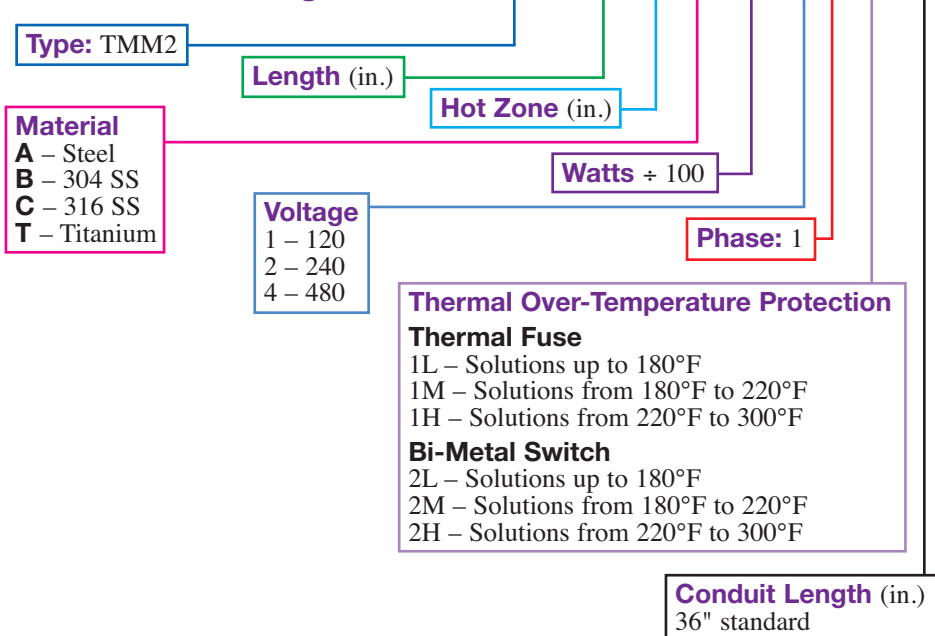 Type: TMM2
Length (in.)
Hot Zone (in.)
Material
A – Steel
B – 304 SS
C – 316 SS
T – Titanium
Watts ÷ 100
Voltage
1 – 120
2 – 240
4 – 480
Phase: 1
Thermal Over-Temperature Protection
Thermal Fuse
1L – Solutions up to 180°F
1M – Solutions from 180°F to 220°F
1H – Solutions from 220°F to 300°F
Bi-Metal Switch
2L – Solutions up to 180°F
2M – Solutions from 180°F to 220°F
2H – Solutions from 220°F to 300°F
Conduit Length (in.)
36" standard